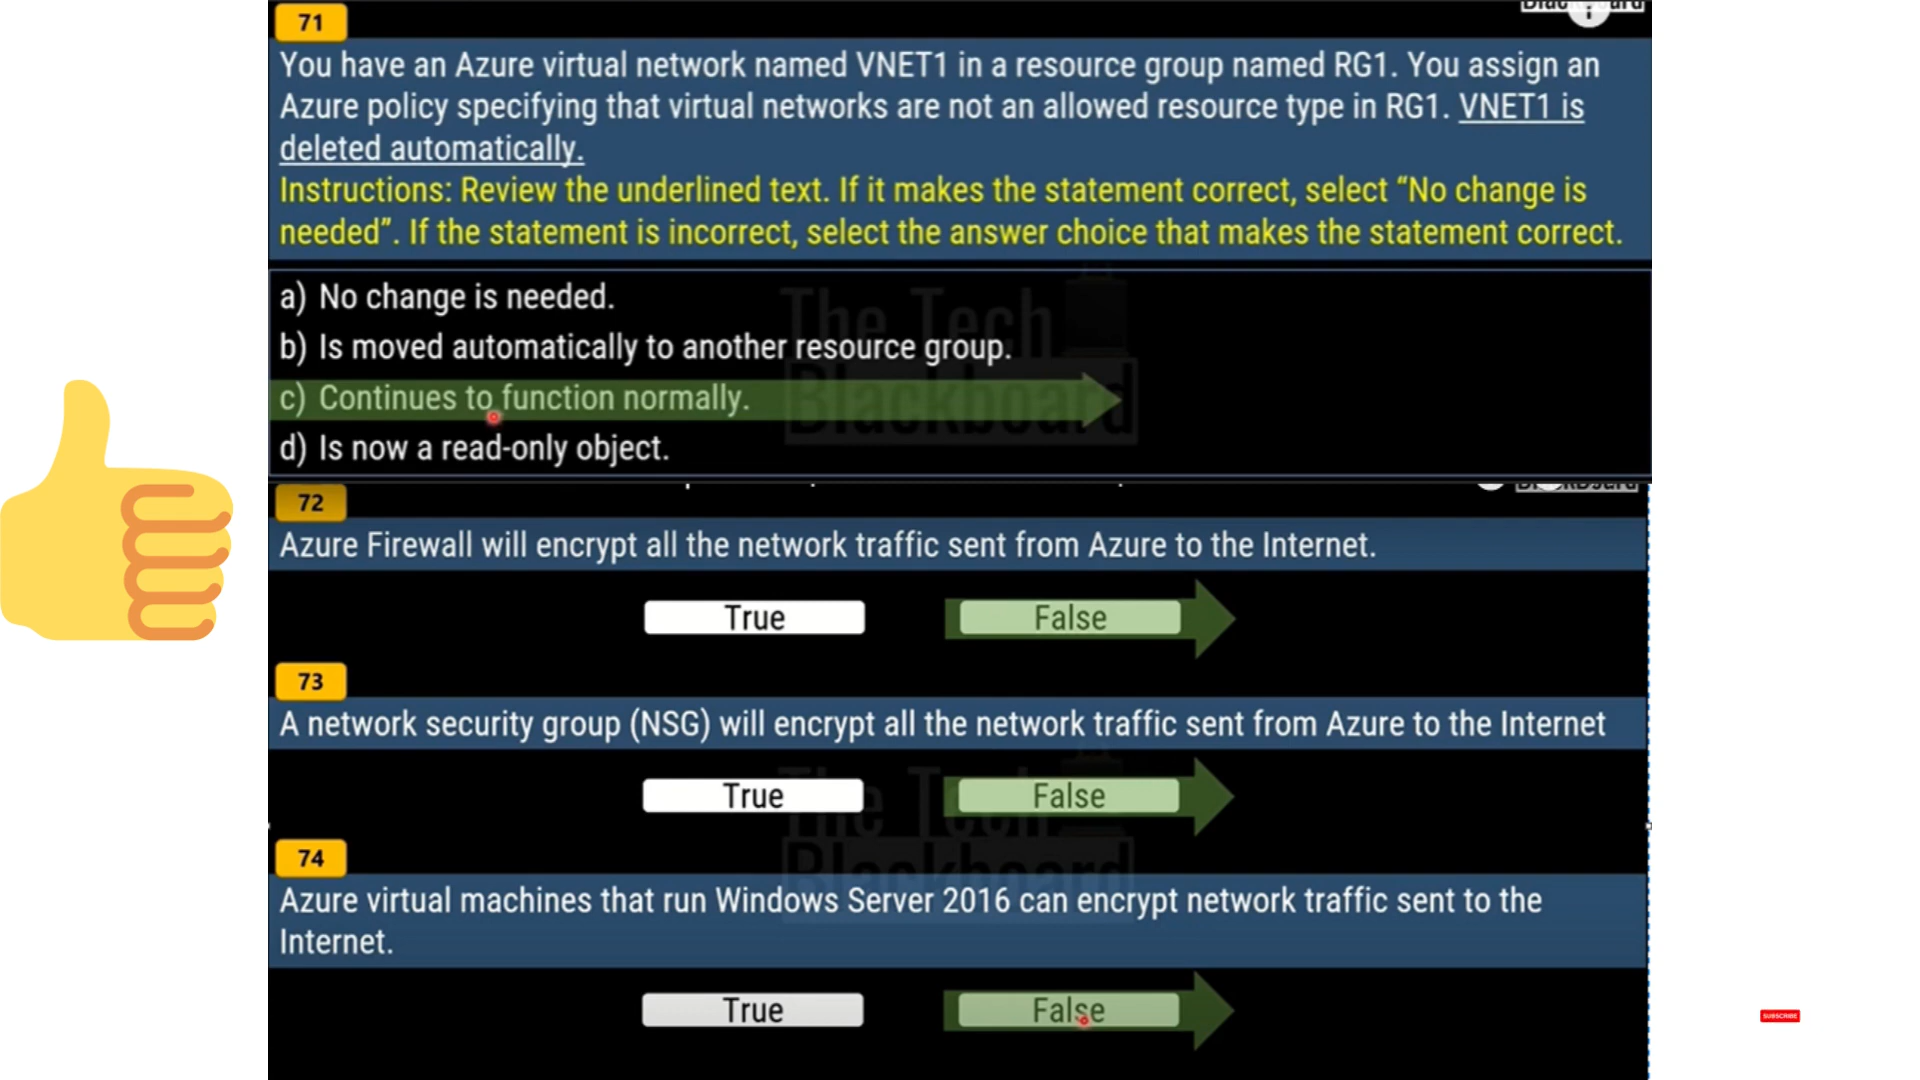 71
You have an Azure virtual network named VNET1 in a resource group named RG1. You assign an
Azure policy specifying that virtual networks are not an allowed resource type in RG1. VNET1 is
deleted automatically.
Instructions: Review the underlined text. If it makes the statement correct, select “No change is
needed”. If the statement is incorrect, select the answer choice that makes the statement correct.
a) No change is needed.
b) Is moved automatically to another resource group.
c) Continues to function normally.
d) Is now a read-only object.
The Tech
Blackboard
72
Azure Firewall will encrypt all the network traffic sent from Azure to the Internet.
True False
73
A network security group (NSG) will encrypt all the network traffic sent from Azure to the Internet
True False
The Tech
Blackboard
74
Azure virtual machines that run Windows Server 2016 can encrypt network traffic sent to the
Internet.
True False
SUBSCRIBE